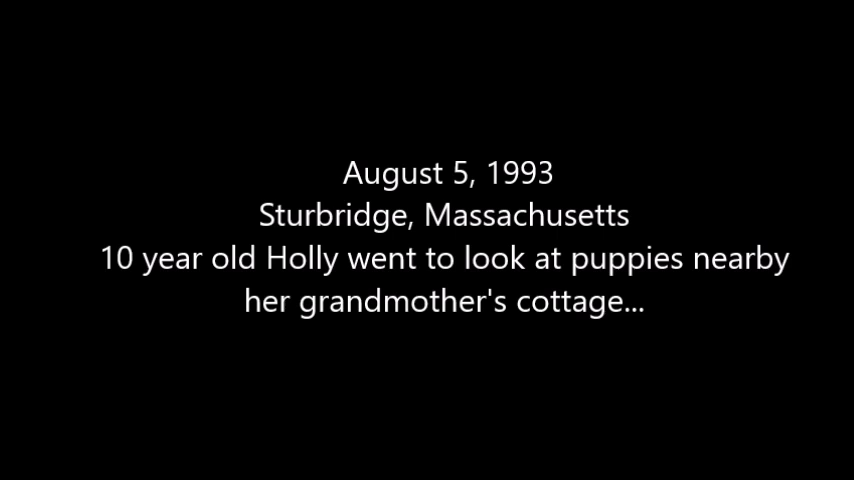 August 5, 1993
Sturbridge, Massachusetts
10 year old Holly went to look at puppies nearby
her grandmother's cottage...